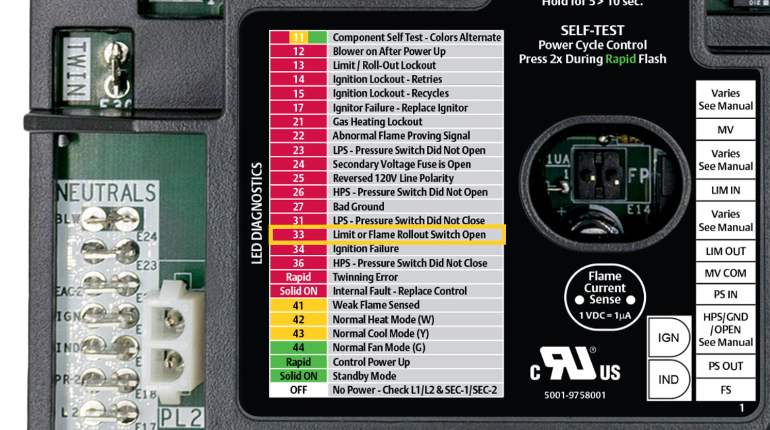 Hold for 5 > 10 sec.
SELF-TEST
Power Cycle Control
Press 2x During Rapid Flash
LED DIAGNOSTICS
11 Component Self Test - Colors Alternate
12 Blower on After Power Up
13 Limit / Roll-Out Lockout
14 Ignition Lockout - Retries
15 Ignition Lockout - Recycles
17 Ignitor Failure - Replace Ignitor
21 Gas Heating Lockout
22 Abnormal Flame Proving Signal
23 LPS - Pressure Switch Did Not Open
24 Secondary Voltage Fuse is Open
25 Reversed 120V Line Polarity
26 HPS - Pressure Switch Did Not Open
27 Bad Ground
31 LPS - Pressure Switch Did Not Close
33 Limit or Flame Rollout Switch Open
34 Ignition Failure
36 HPS - Pressure Switch Did Not Close
Rapid Twinning Error
Solid ON Internal Fault - Replace Control
41 Weak Flame Sensed
42 Normal Heat Mode (W)
43 Normal Cool Mode (Y)
44 Normal Fan Mode (G)
Rapid Control Power Up
Solid ON Standby Mode
OFF No Power - Check L1/L2 & SEC-1/SEC-2
TWIN
NEUTRALS
BLW
E24
E23
EAC-2
IGN
IND
PR-2
E18
L2
E17
PL2
1UA
FP
1
+
E14
Flame
Current
Sense
1 VDC = 1µA
C RU US
®
5001-9758001
Varies
See Manual
MV
Varies
See Manual
LIM IN
Varies
See Manual
LIM OUT
MV COM
PS IN
HPS/GND
/OPEN
See Manual
PS OUT
FS
IGN
IND
1